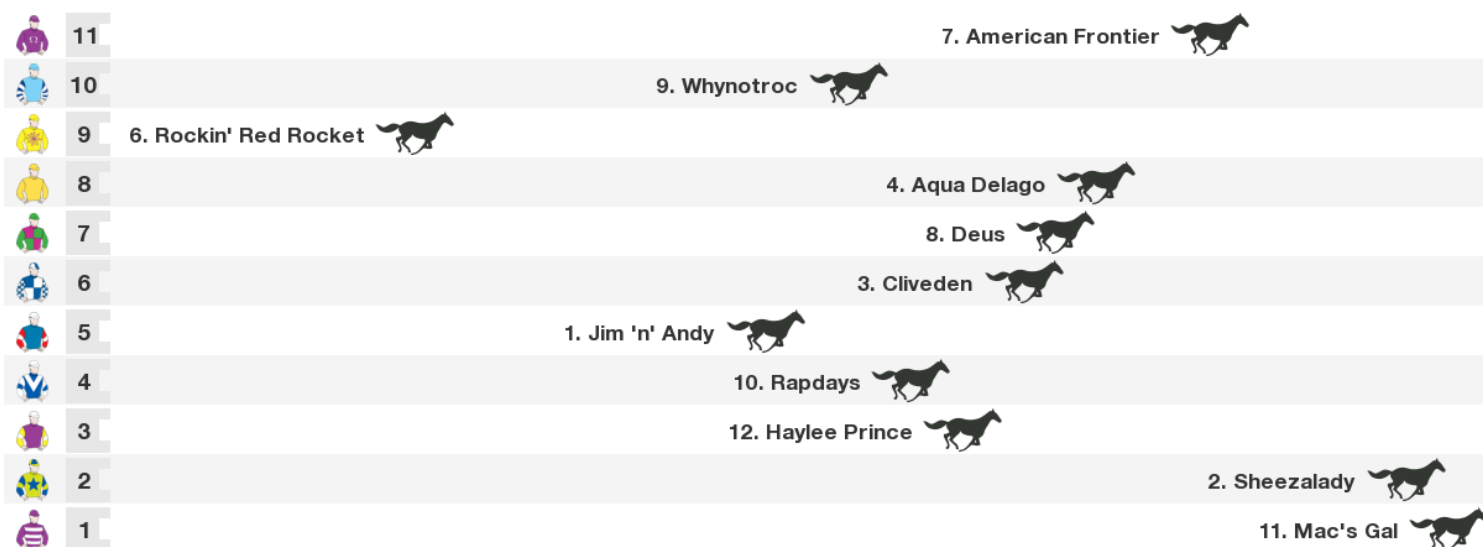 11 7. American Frontier
10 9. Whynotroc
9 6. Rockin' Red Rocket
8 4. Aqua Delago
7 8. Deus
6 3. Cliveden
5 1. Jim 'n' Andy
4 10. Rapdays
3 12. Haylee Prince
2 2. Sheezalady
1 11. Mac's Gal